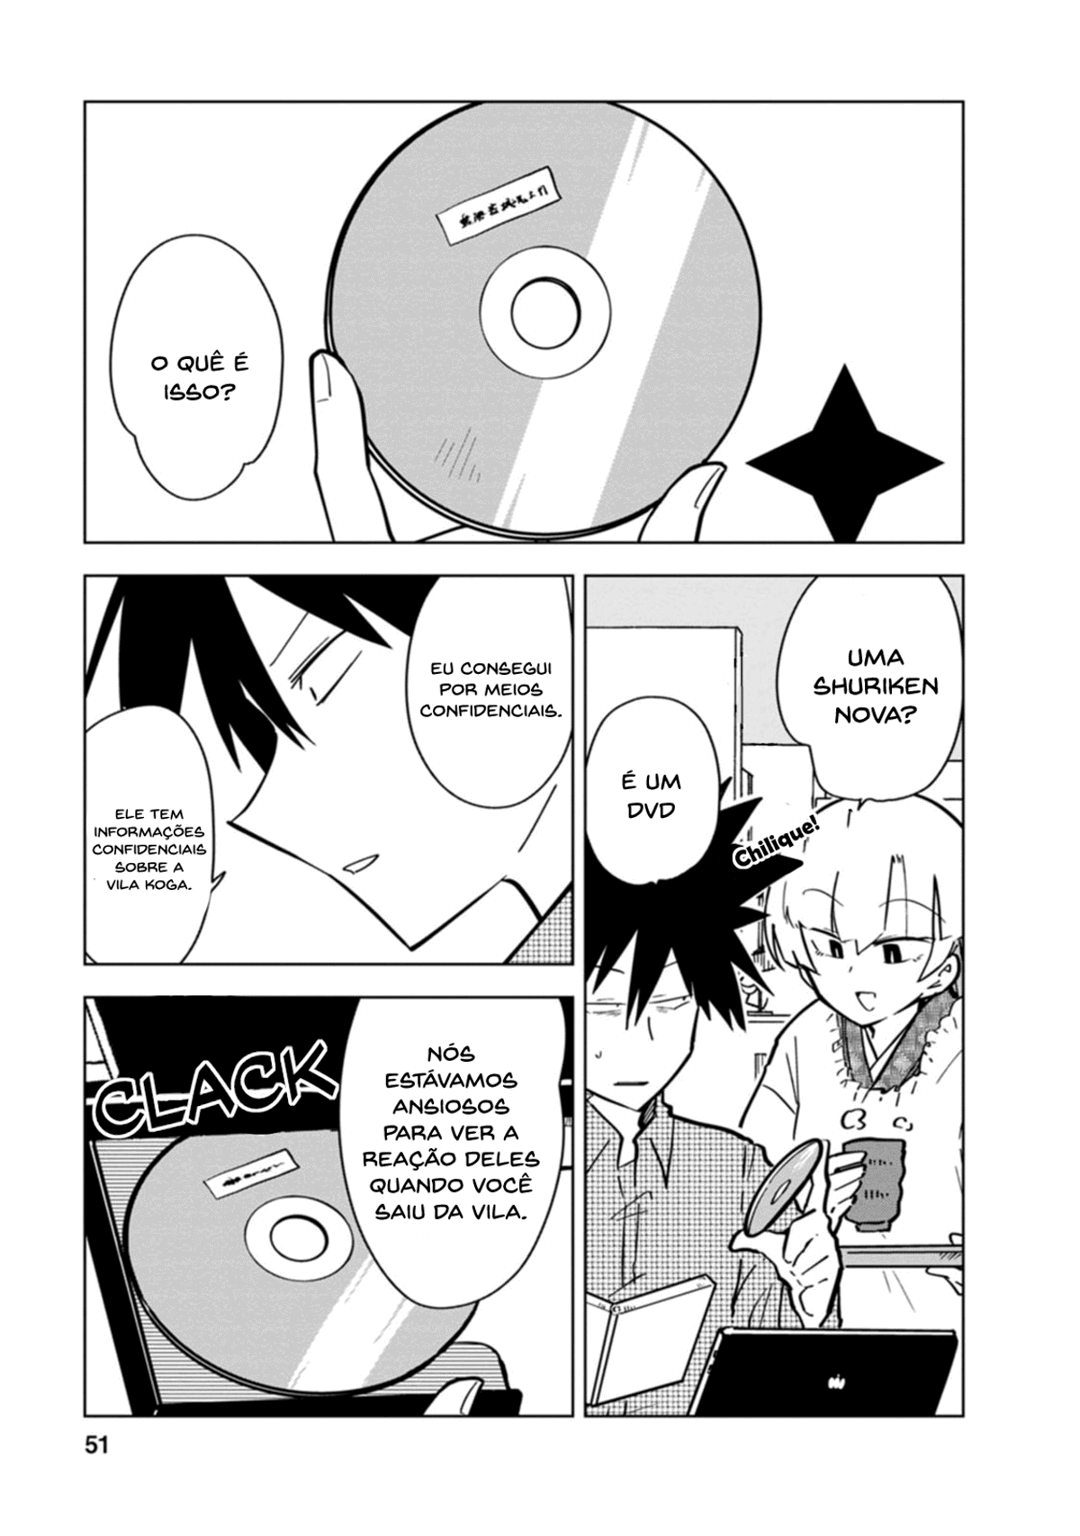 O QUÊ É
ISSO?
UMA
SHURIKEN
NOVA?
É UM
DVD
Chilique!
EU CONSEGUI
POR MEIOS
CONFIDENCIAIS.
ELE TEM
INFORMAÇÕES
CONFIDENCIAIS
SOBRE A
VILA KOGA.
NÓS
ESTÁVAMOS
ANSIOSOS
PARA VER A
REAÇÃO DELES
QUANDO VOCÊ
SAIU DA VILA.
CLACK
51